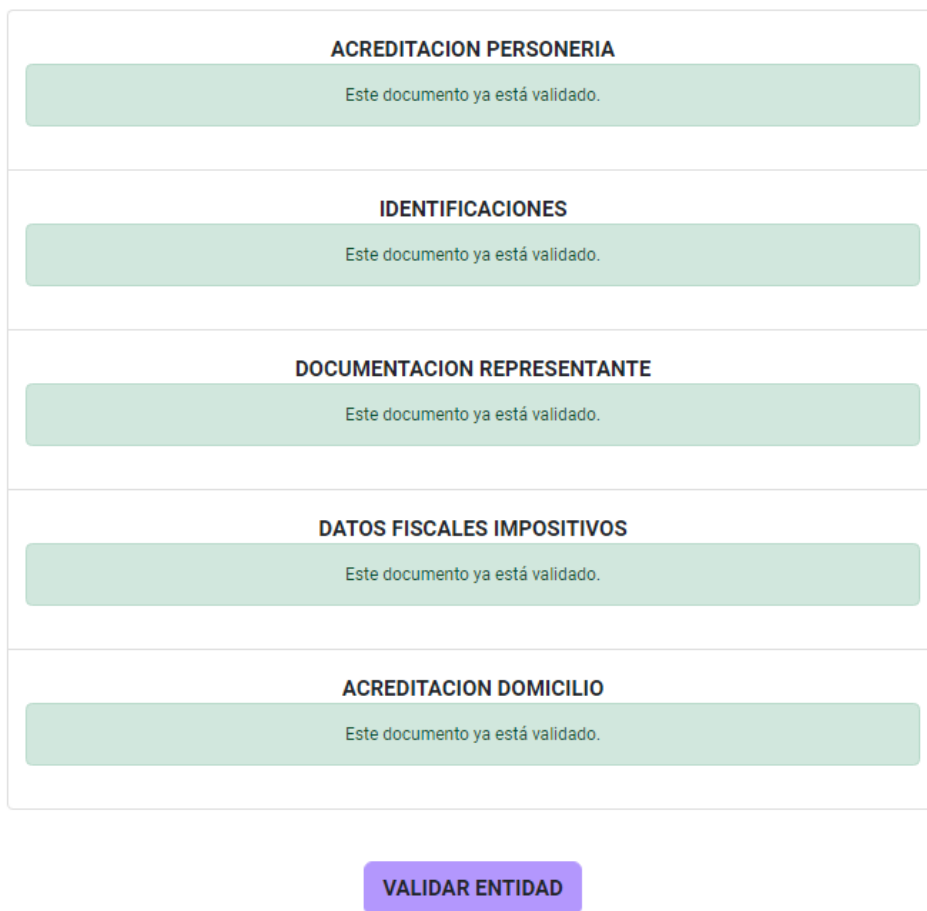 ACREDITACION PERSONERIA
Este documento ya está validado.
IDENTIFICACIONES
Este documento ya está validado.
DOCUMENTACION REPRESENTANTE
Este documento ya está validado.
DATOS FISCALES IMPOSITIVOS
Este documento ya está validado.
ACREDITACION DOMICILIO
Este documento ya está validado.
VALIDAR ENTIDAD